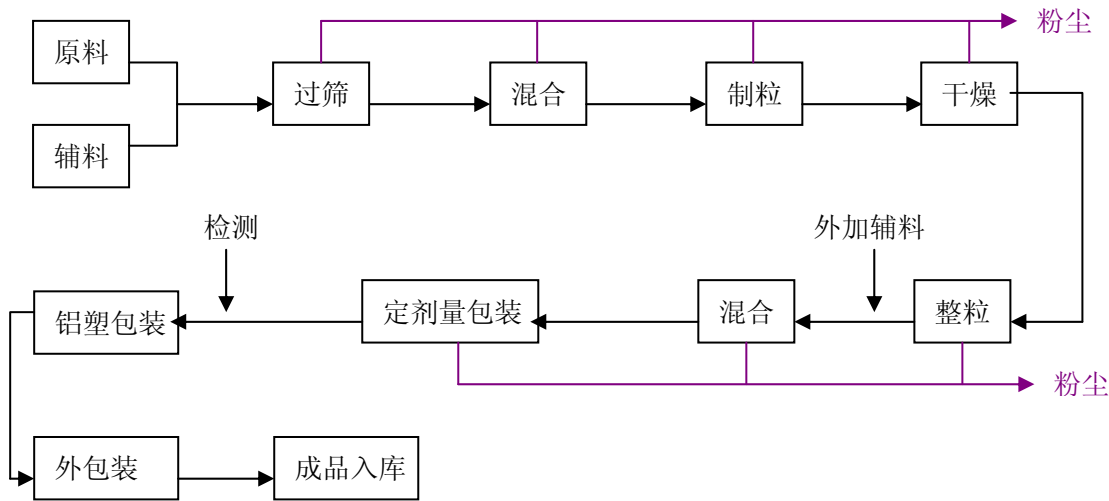 粉尘
原料
过筛
混合
制粒
干燥
辅料
检测
外加辅料
铝塑包装
定剂量包装
混合
整粒
粉尘
外包装
成品入库